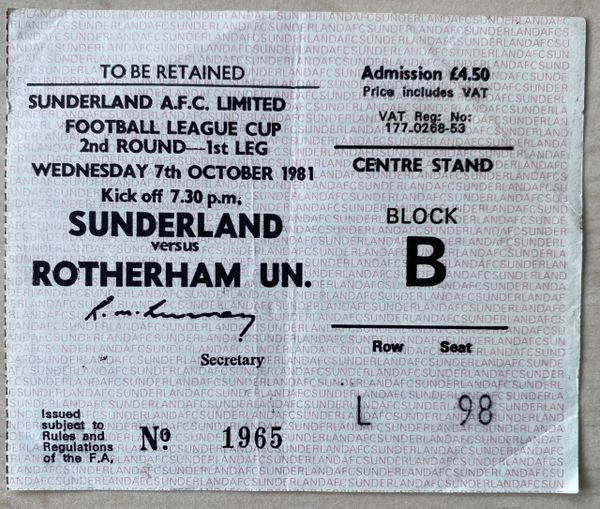 TO BE RETAINED
SUNDERLAND A.F.C. LIMITED
FOOTBALL LEAGUE CUP
2nd ROUND—1st LEG
WEDNESDAY 7th OCTOBER 1981
Kick off 7.30 p.m.
SUNDERLAND
versus
ROTHERHAM UN.
Secretary
Issued
subject to
Rules and
Regulations
of the F.A.
No 1965
Admission £4.50
Price includes VAT
VAT Reg: No:
177.0268-53
CENTRE STAND
BLOCK
B
Row Seat
L 98